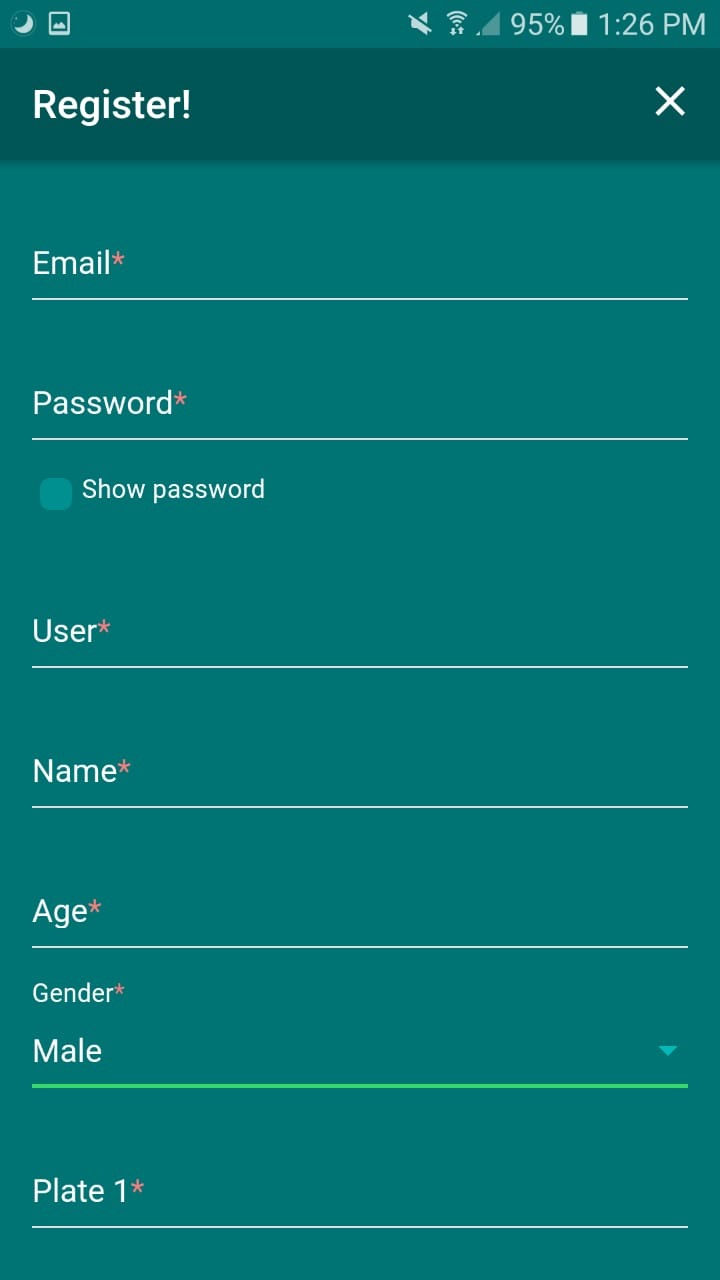 95% 1:26 PM
Register!
Email*
Password*
Show password
User*
Name*
Age*
Gender*
Male
Plate 1*